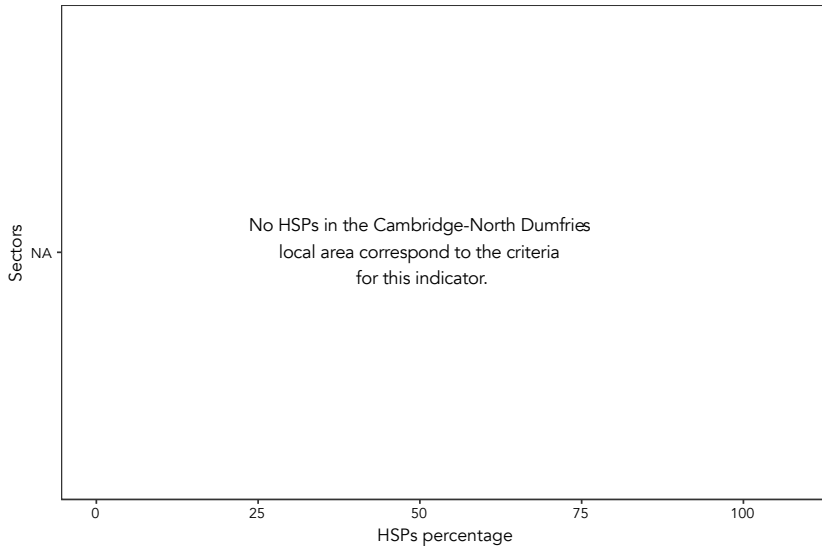 Sectors
NA
No HSPs in the Cambridge-North Dumfries
local area correspond to the criteria
for this indicator.
0 25 50 75 100
HSPs percentage